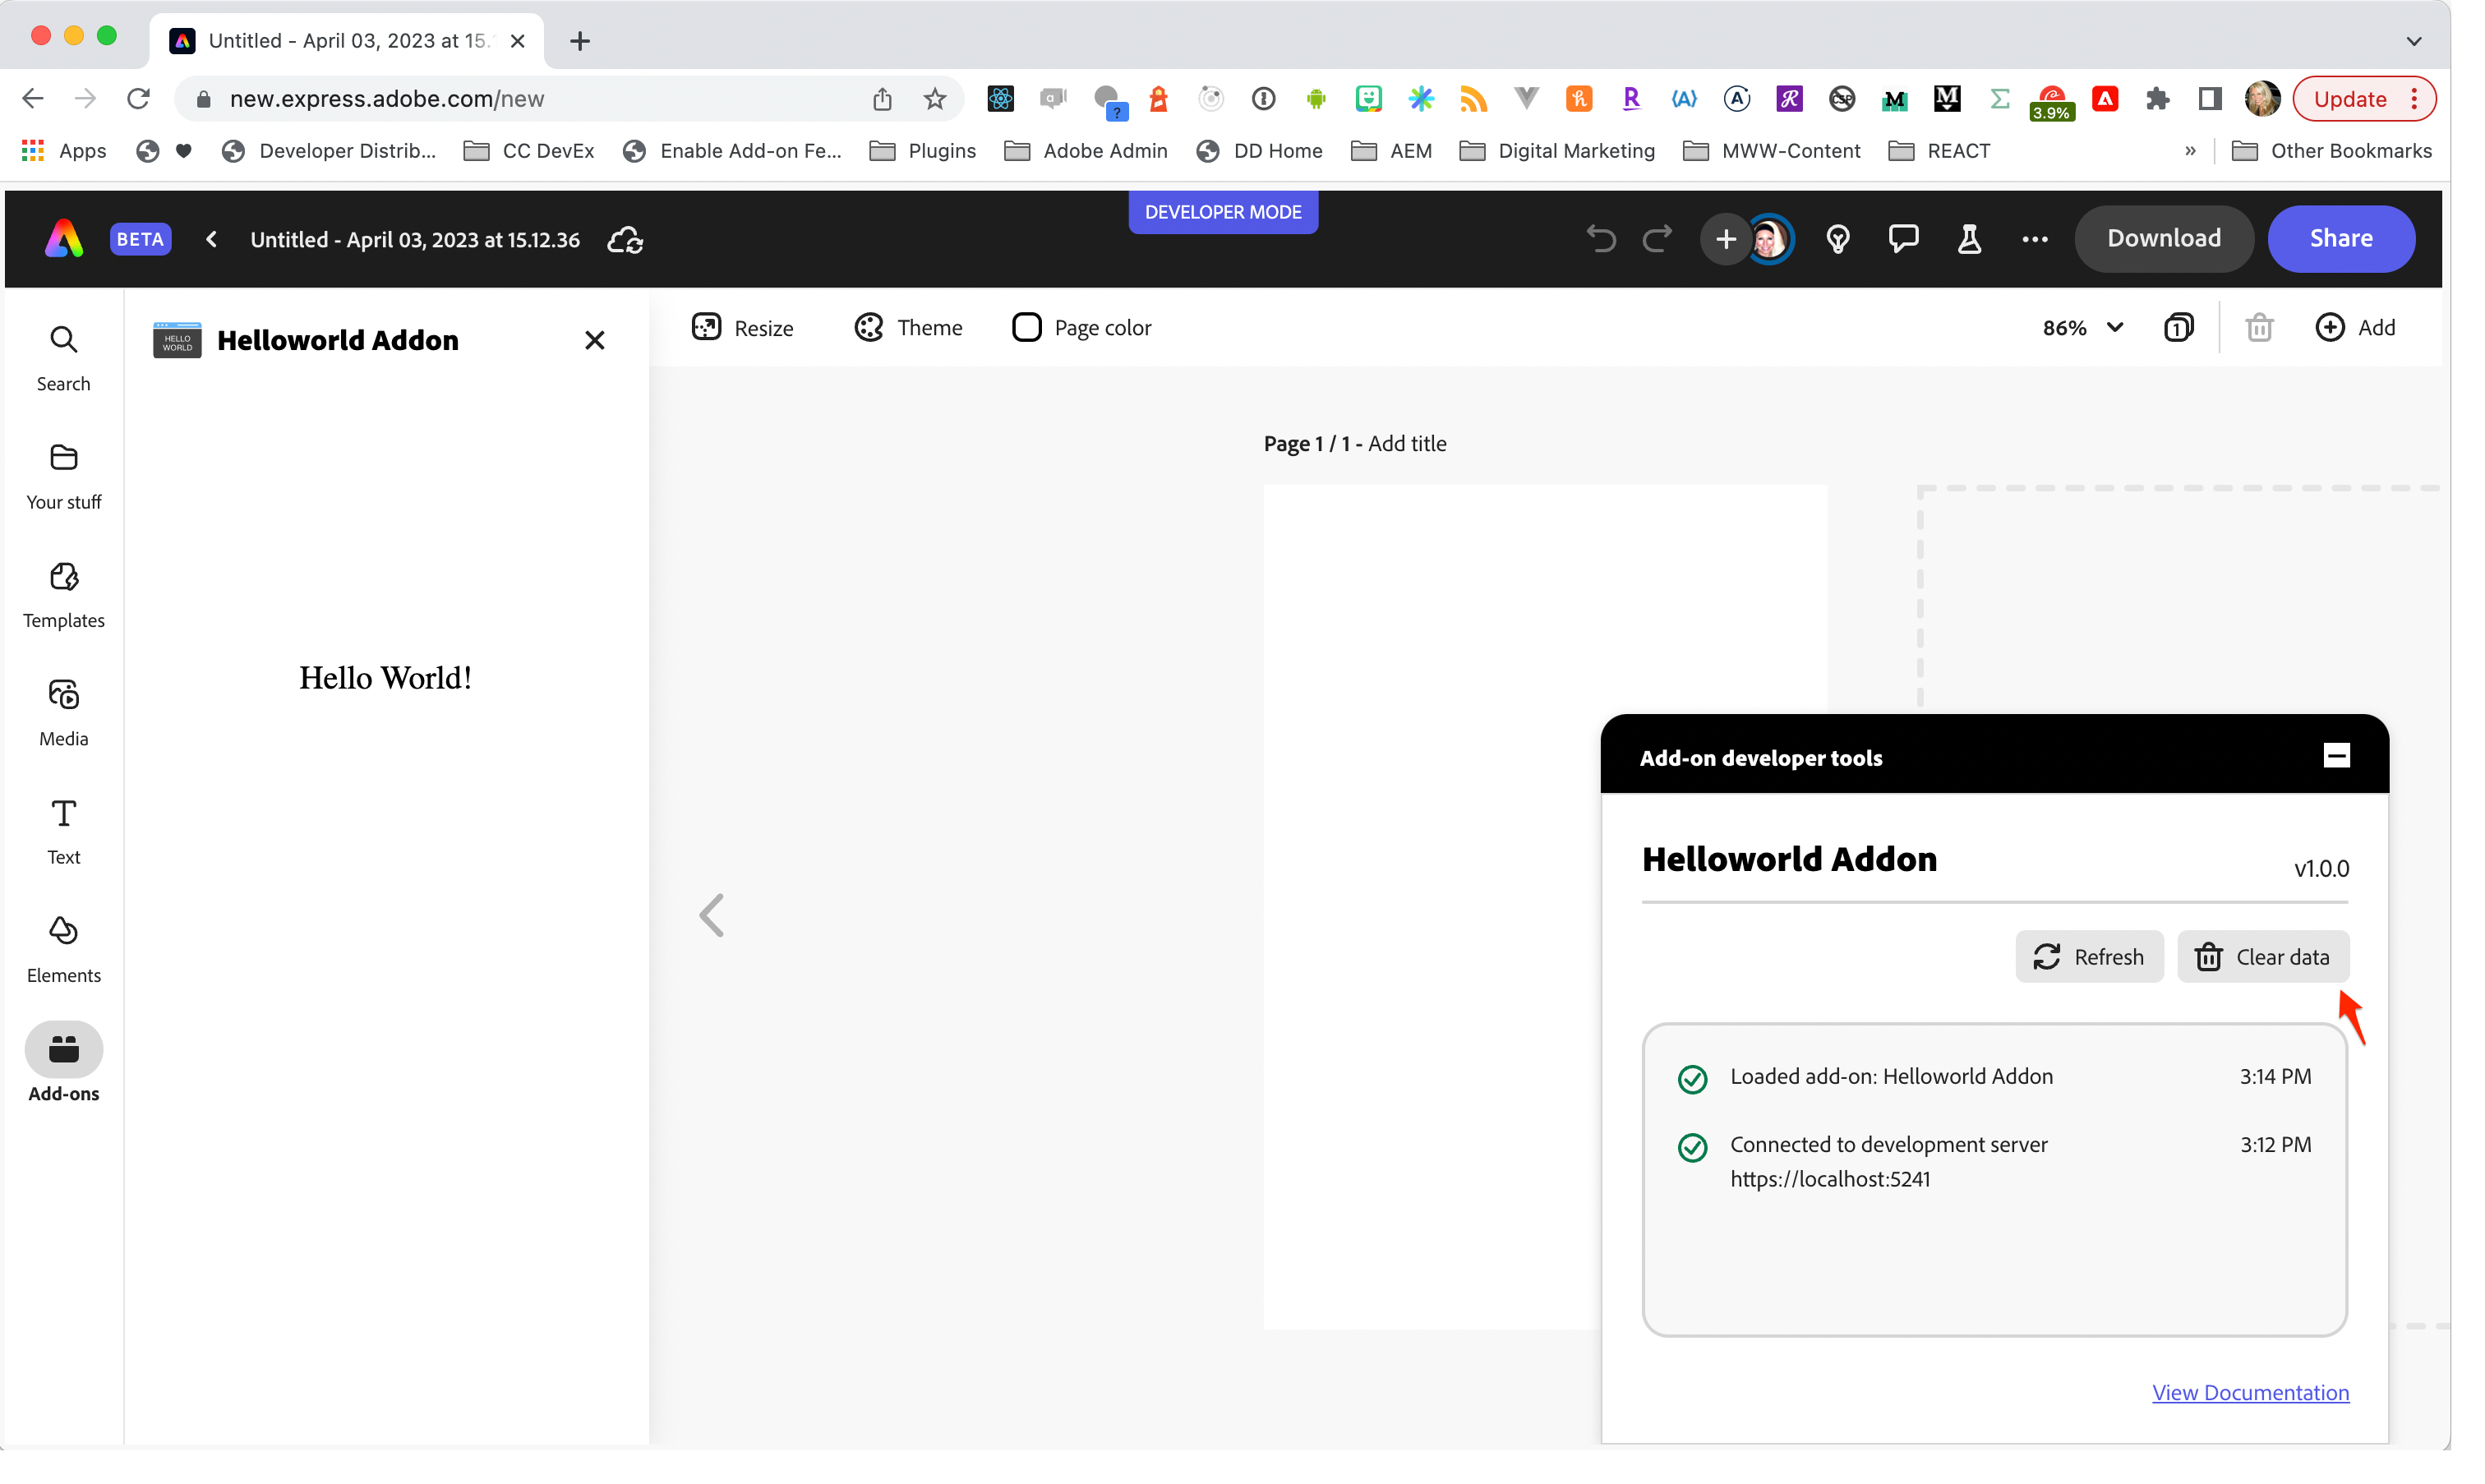 Untitled - April 03, 2023 at 15.
new.express.adobe.com/new
?
3.9%
Update
Apps
Developer Distrib...
CC DevEx
Enable Add-on Fe...
Plugins
Adobe Admin
DD Home
AEM
Digital Marketing
MWW-Content
REACT
»
Other Bookmarks
BETA
Untitled - April 03, 2023 at 15.12.36
DEVELOPER MODE
Download
Share
Search
Your stuff
Templates
Media
Text
Elements
Add-ons
HELLO
WORLD
Helloworld Addon
Hello World!
Resize
Theme
Page color
86%
1
Add
Page 1 / 1 - Add title
Add-on developer tools
Helloworld Addon
v1.0.0
Refresh
Clear data
Loaded add-on: Helloworld Addon
3:14 PM
Connected to development server
3:12 PM
https://localhost:5241
View Documentation